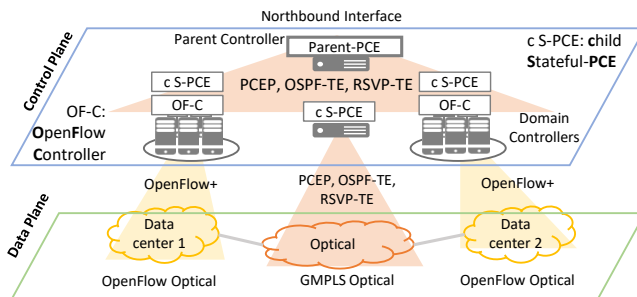 Northbound Interface
Parent Controller
Parent-PCE
c S-PCE: child
Stateful-PCE
Control Plane
c S-PCE
PCEP, OSPF-TE, RSVP-TE
c S-PCE
OF-C:
OpenFlow
Controller
OF-C
c S-PCE
OF-C
Domain
Controllers
OpenFlow+
PCEP, OSPF-TE,
RSVP-TE
OpenFlow+
Data Plane
Data
center 1
Optical
Data
center 2
OpenFlow Optical
GMPLS Optical
OpenFlow Optical